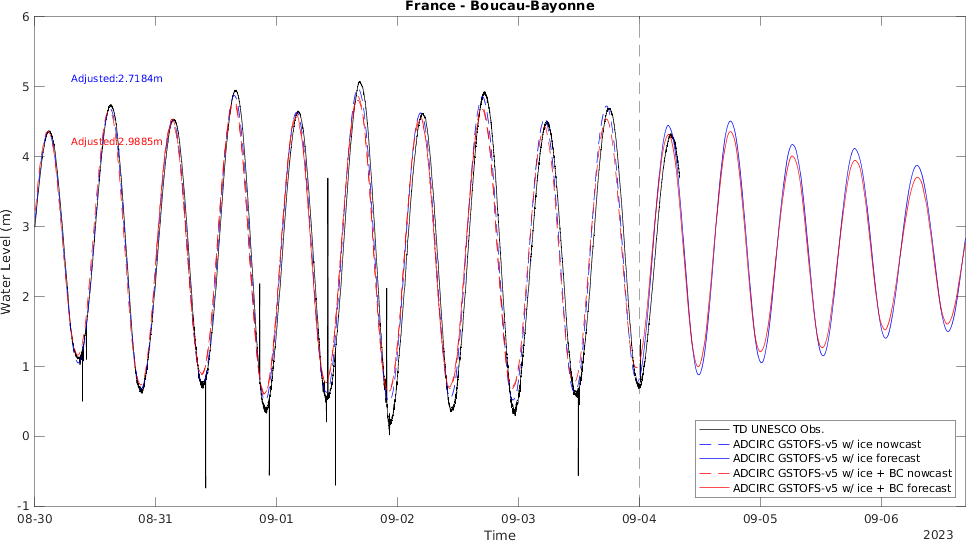 France - Boucau-Bayonne
6
5
4
3
2
1
0
-1
Water Level (m)
Adjusted:2.7184m
Adjusted:2.9885m
TD UNESCO Obs.
ADCIRC GSTOFS-v5 w/ ice nowcast
ADCIRC GSTOFS-v5 w/ ice forecast
ADCIRC GSTOFS-v5 w/ ice + BC nowcast
ADCIRC GSTOFS-v5 w/ ice + BC forecast
08-30 08-31 09-01 09-02 09-03 09-04 09-05 09-06
Time
2023